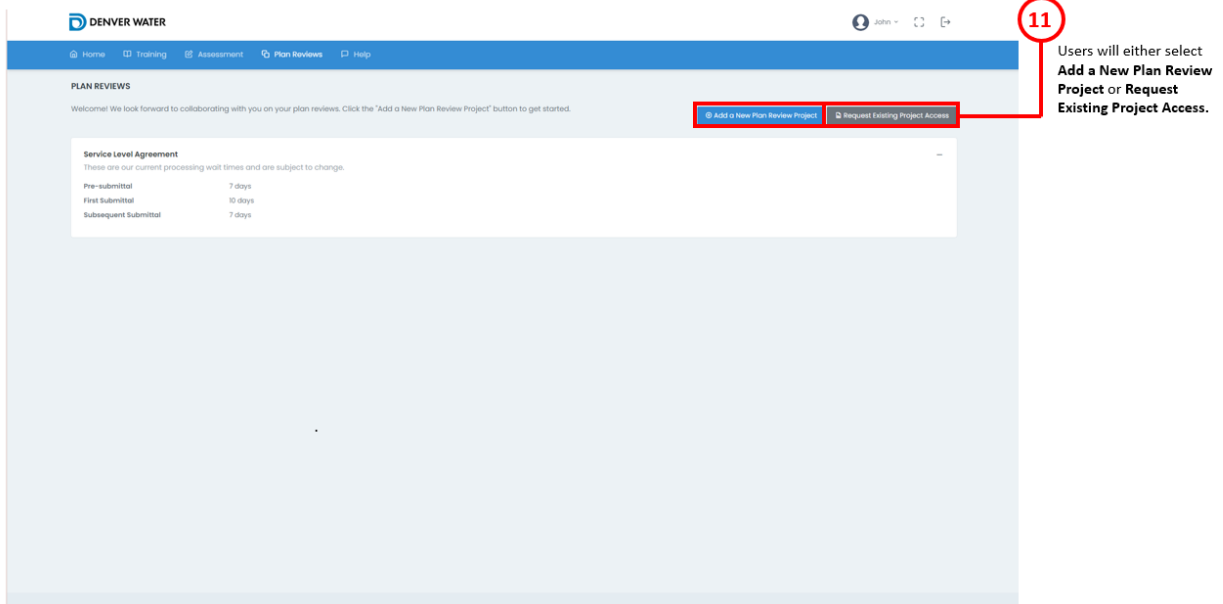 DENVER WATER
John
11
Home Training Assessment Plan Reviews Help
Users will either select
Add a New Plan Review
Project or Request
Existing Project Access.
PLAN REVIEWS
Welcome! We look forward to collaborating with you on your plan reviews. Click the "Add a New Plan Review Project" button to get started.
Add a New Plan Review Project Request Existing Project Access
Service Level Agreement
These are our current processing wait times and are subject to change.
Pre-submittal 7 days
First Submittal 10 days
Subsequent Submittal 7 days